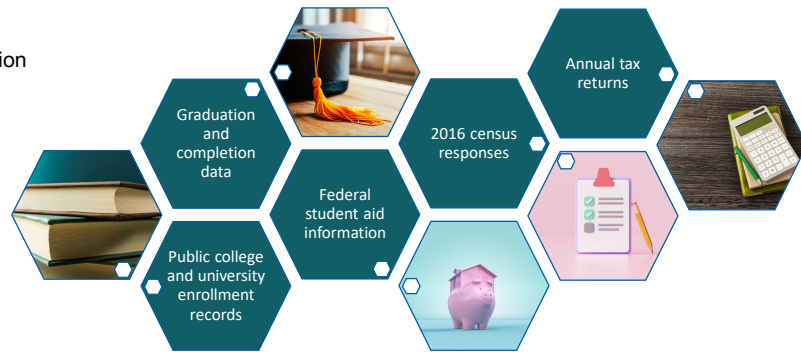 ion
Graduation
and
completion
data
Public college
and university
enrollment
records
Federal
student aid
information
2016 census
responses
Annual tax
returns